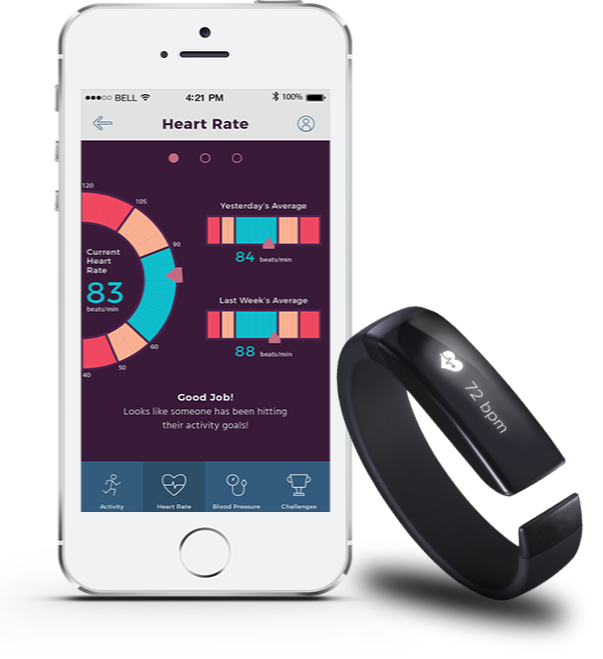 BELL
4:21 PM
100%
Heart Rate
120
105
90
60
50
40
Current
Heart
Rate
83
beats/min
Yesterday's Average
84 beats/min
Last Week's Average
88 beats/min
Good Job!
Looks like someone has been hitting
their activity goals!
Activity
Heart Rate
Blood Pressure
Challenges
72 bpm